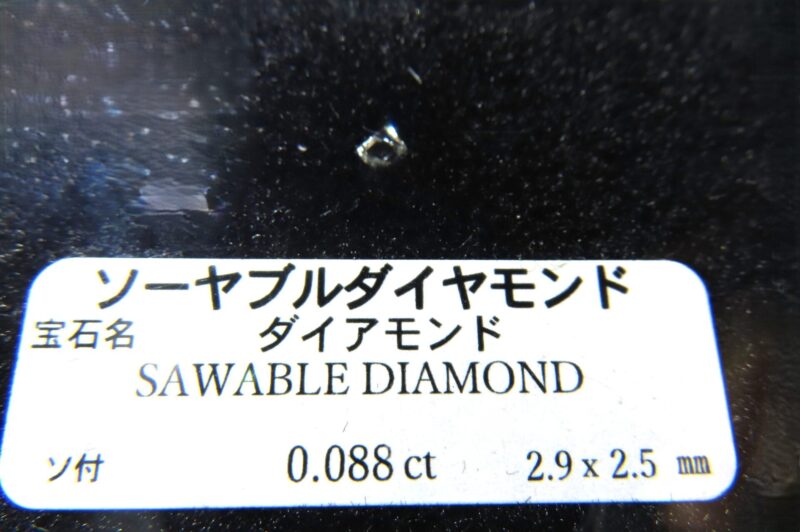 ソーヤブルダイヤモンド
宝石名 ダイアモンド
SAWABLE DIAMOND
ソ付 0.088 ct 2.9 x 2.5 ㎜